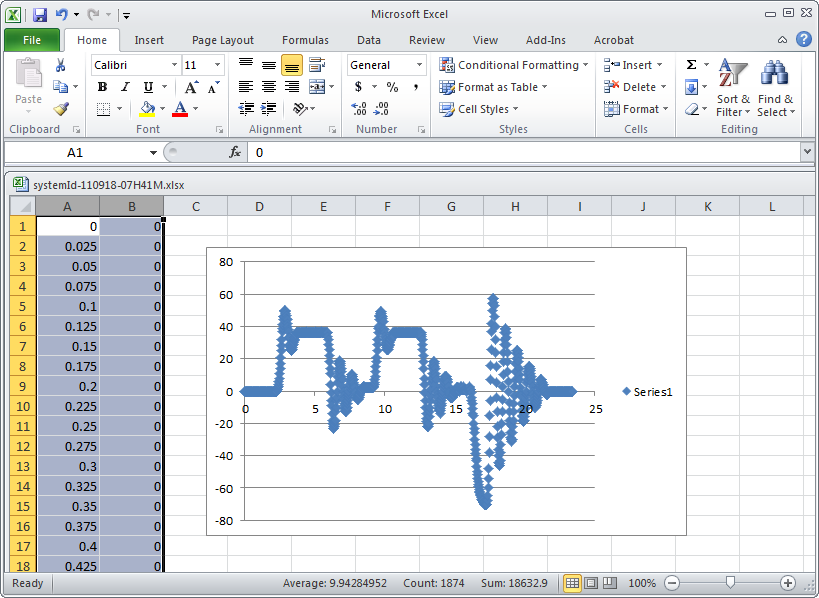 Microsoft Excel
File Home Insert Page Layout Formulas Data Review View Add-Ins Acrobat
Calibri 11 General Conditional Formatting Insert Σ
Paste B I U A A $ % , Format as Table Delete Sort & Find &
A .00 .00 Cell Styles Format Filter Select
Clipboard Font Alignment Number Styles Cells Editing
A1 fx 0
systemId-110918-07H41M.xlsx
A B C D E F G H I J K L
1 0 0
2 0.025 0
3 0.05 0
4 0.075 0
5 0.1 0
6 0.125 0
7 0.15 0
8 0.175 0
9 0.2 0
10 0.225 0
11 0.25 0
12 0.275 0
13 0.3 0
14 0.325 0
15 0.35 0
16 0.375 0
17 0.4 0
18 0.425 0
80
60
40
20
0
-20
-40
-60
-80
0 5 10 15 20 25
Series1
Ready Average: 9.94284952 Count: 1874 Sum: 18632.9 100%